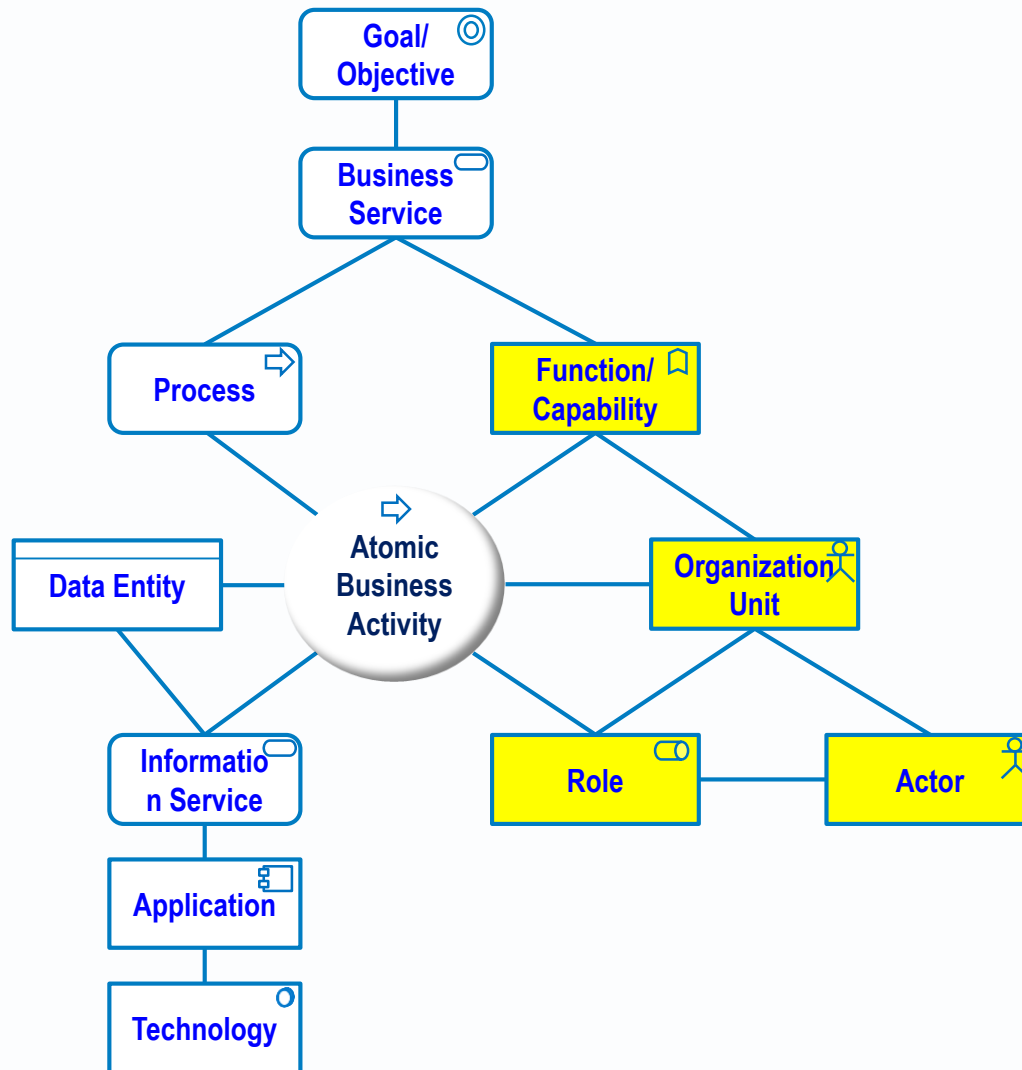 Goal/
Objective
Business
Service
Process
Function/
Capability
Atomic
Business
Activity
Data Entity
Organization
Unit
Informatio
n Service
Role
Actor
Application
Technology